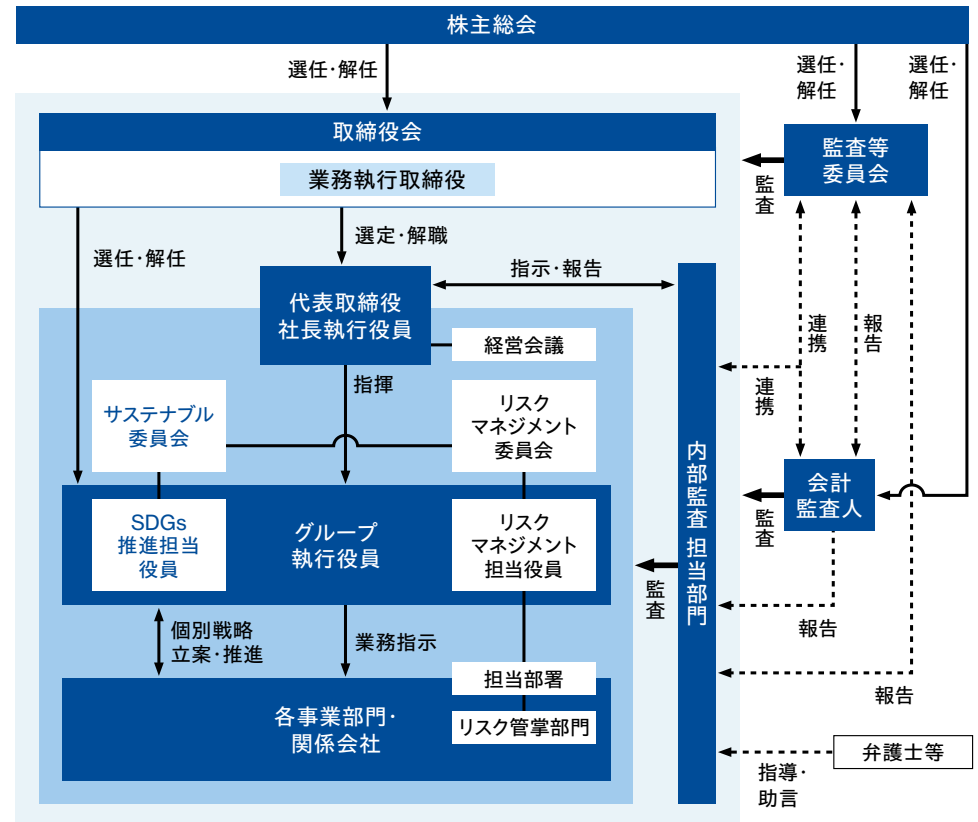 株主総会
選任・解任
選任・
解任
選任・
解任
取締役会
業務執行取締役
監査等
委員会
監査
選任・解任
選定・解職
指示・報告
代表取締役
社長執行役員
経営会議
連携
報告
連携
指揮
サステナブル
委員会
リスク
マネジメント
委員会
内部監査 担当部門
会計
監査人
監査
SDGs
推進担当
役員
グループ
執行役員
リスク
マネジメント
担当役員
監査
報告
個別戦略
立案・推進
業務指示
担当部署
報告
各事業部門・
関係会社
リスク管掌部門
弁護士等
指導・
助言